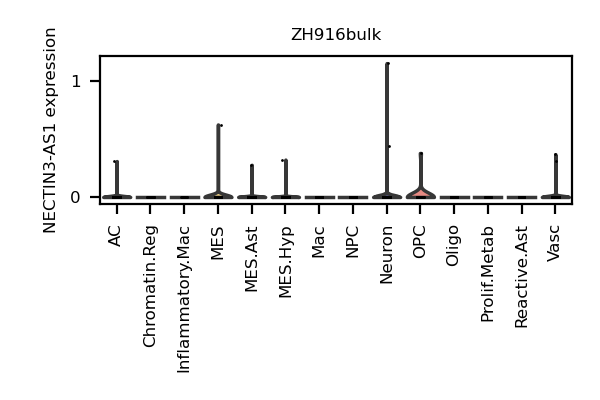 ZH916bulk
NECTIN3-AS1 expression
1
0
AC
Chromatin.Reg
Inflammatory.Mac
MES
MES.Ast
MES.Hyp
Mac
NPC
Neuron
OPC
Oligo
Prolif.Metab
Reactive.Ast
Vasc